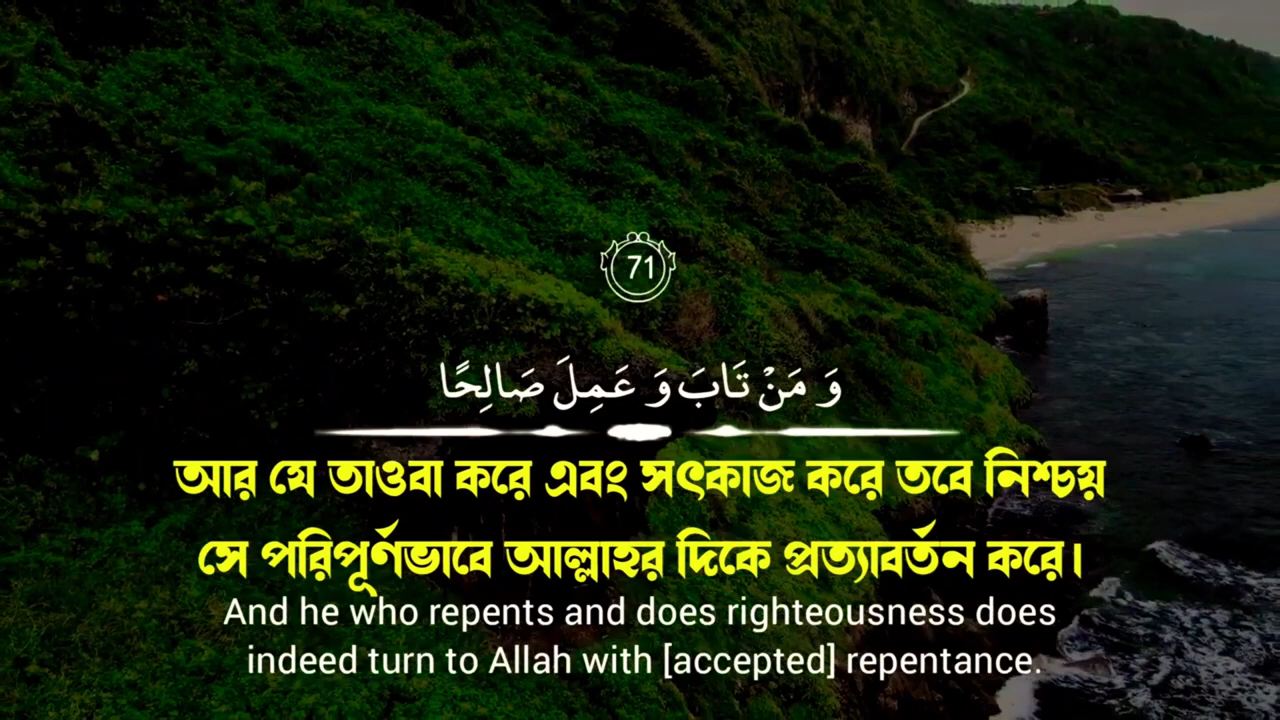 71
وَ مَنْ تَابَ وَ عَمِلَ صَالِحًا
আর যে তাওবা করে এবং সৎকাজ করে তবে নিশ্চয়
সে পরিপূর্ণভাবে আল্লাহর দিকে প্রত্যাবর্তন করে।
And he who repents and does righteousness does
indeed turn to Allah with [accepted] repentance.